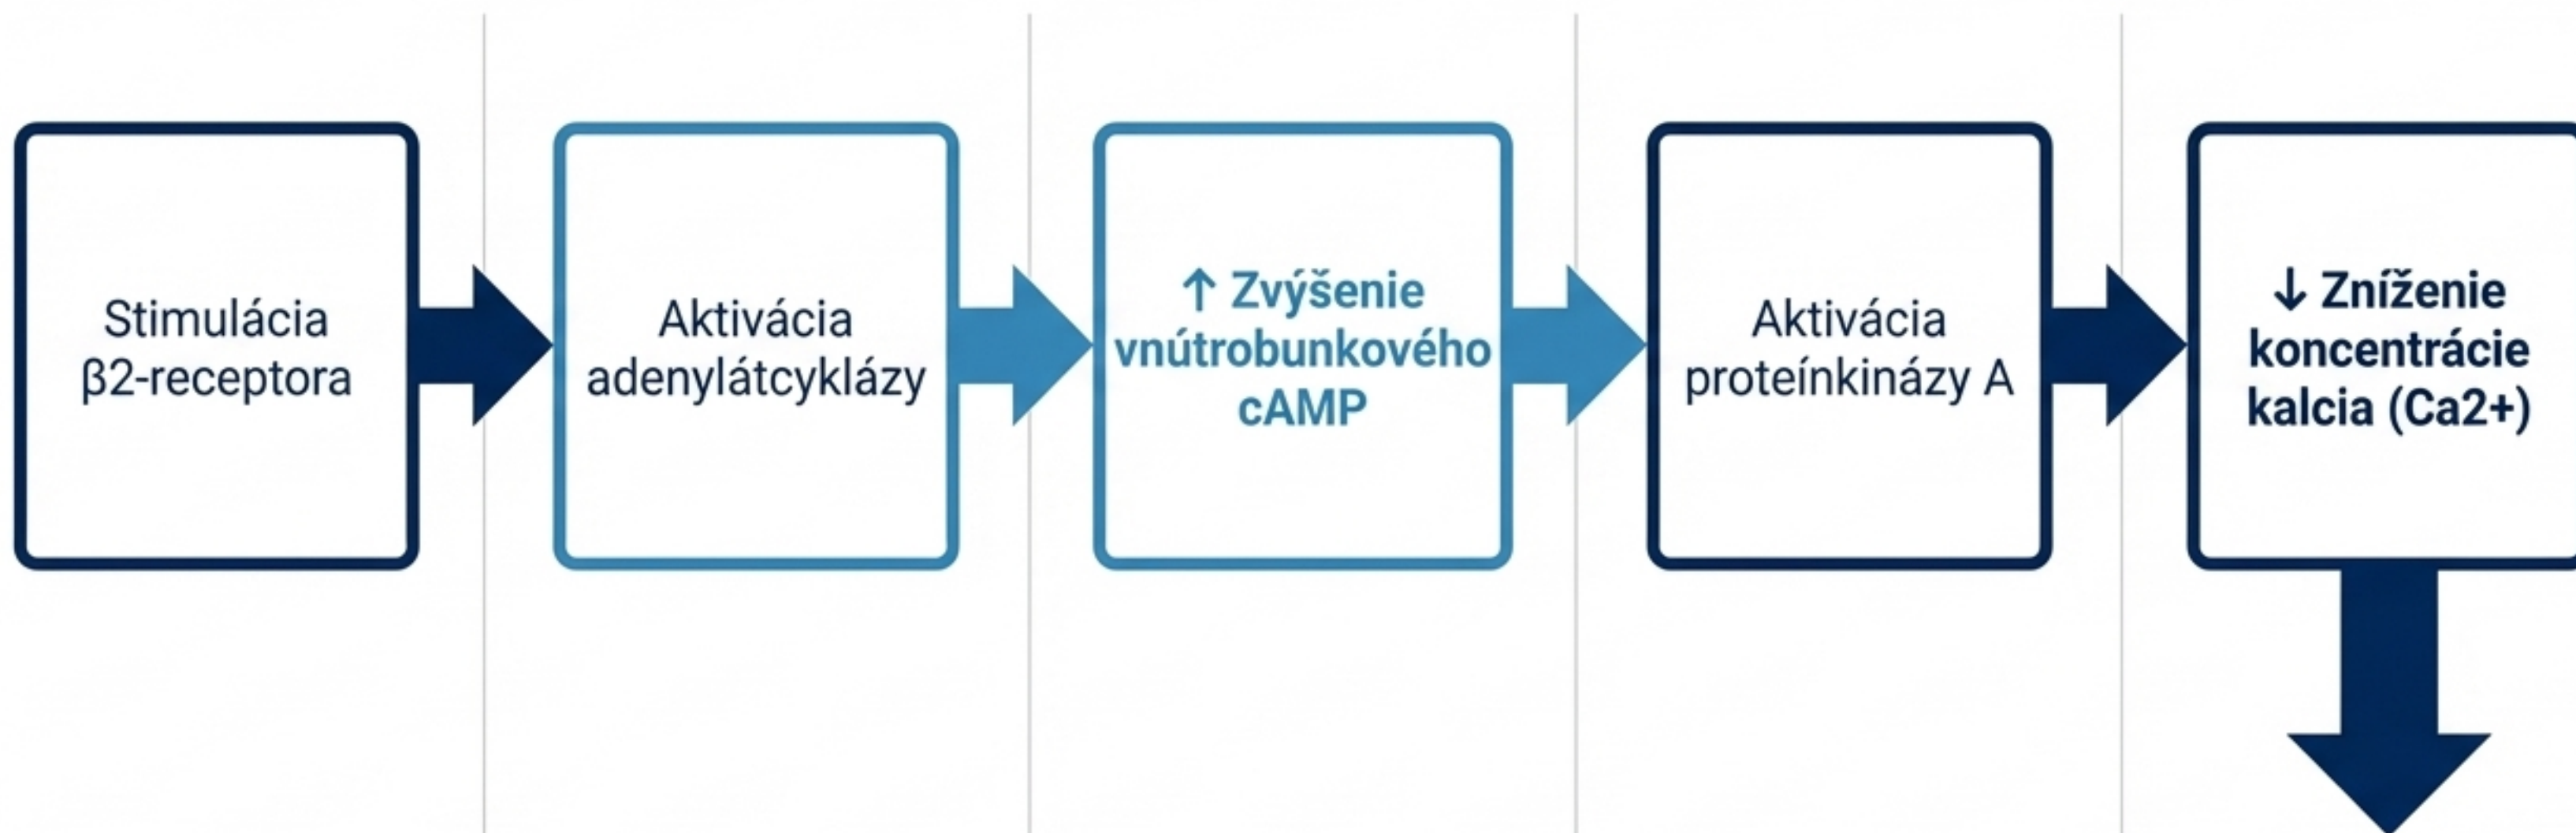 Stimulácia
β2-receptora
Aktivácia
adenylátcyklázy
↑ Zvýšenie
vnútrobunkového
cAMP
Aktivácia
proteínkinázy A
↓ Zníženie
koncentrácie
kalcia (Ca2+)